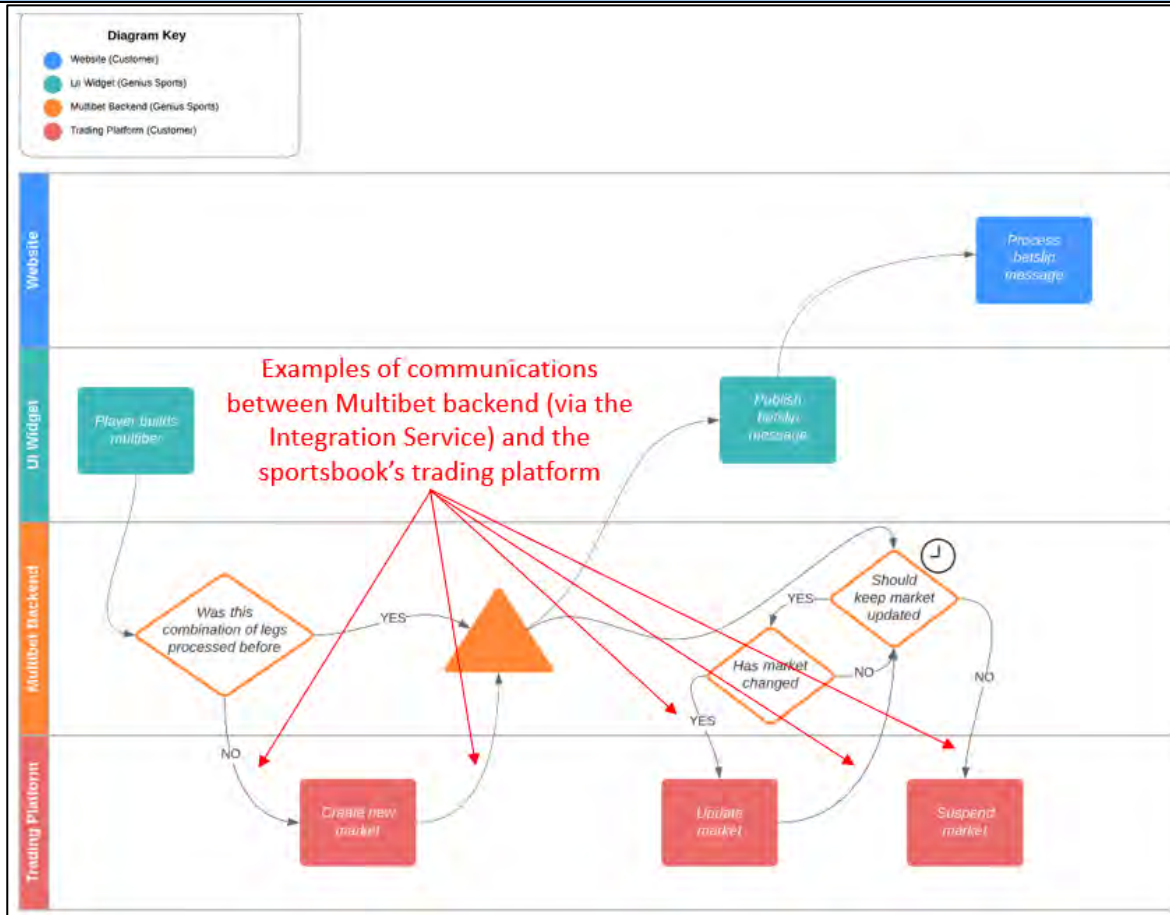 Diagram Key
Website (Customer)
UI Widget (Genius Sports)
Multibet Backend (Genius Sports)
Trading Platform (Customer)
Website
Process
betslip
message
UI Widget
Player builds
multibet
Examples of communications
between Multibet backend (via the
Integration Service) and the
sportsbook's trading platform
Publish
betslip
message
Multibet Backend
Was this
combination of legs
processed before
YES
NO
Should
keep market
updated
YES
Has market
changed
NO
YES
NO
Trading Platform
Create new
market
Update
market
Suspend
market